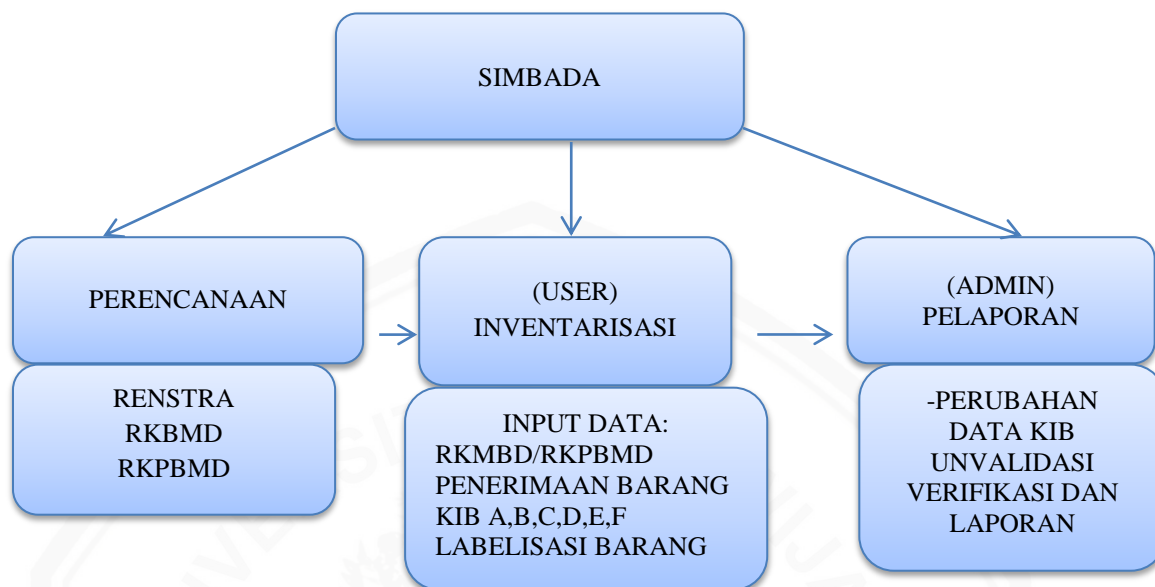 SIMBADA
PERENCANAAN
RENSTRA
RKBMD
RKPBMD
(USER)
INVENTARISASI
INPUT DATA:
RKMBD/RKPBMD
PENERIMAAN BARANG
KIB A,B,C,D,E,F
LABELISASI BARANG
(ADMIN)
PELAPORAN
-PERUBAHAN
DATA KIB
UNVALIDASI
VERIFIKASI DAN
LAPORAN